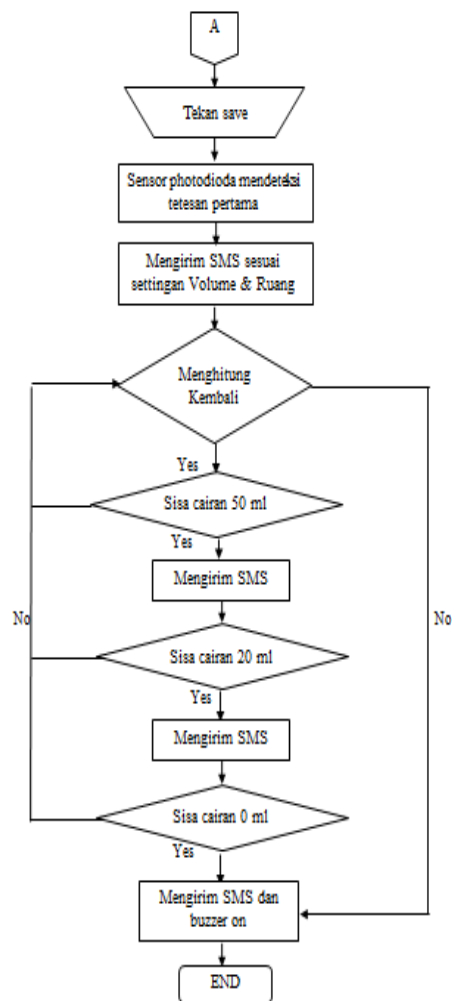 A
Tekan save
Sensor photodioda mendeteksi
tetesan pertama
Mengirim SMS sesuai
settingan Volume & Ruang
Menghitung
Kembali
Yes
Sisa cairan 50 ml
Yes
Mengirim SMS
No
No
Sisa cairan 20 ml
Yes
Mengirim SMS
Sisa cairan 0 ml
Yes
Mengirim SMS dan
buzzer on
END